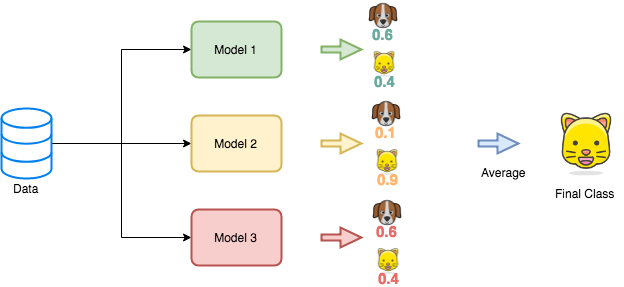 Model 1
0.6
0.4
Data
Model 2
0.1
0.9
Average
Final Class
Model 3
0.6
0.4